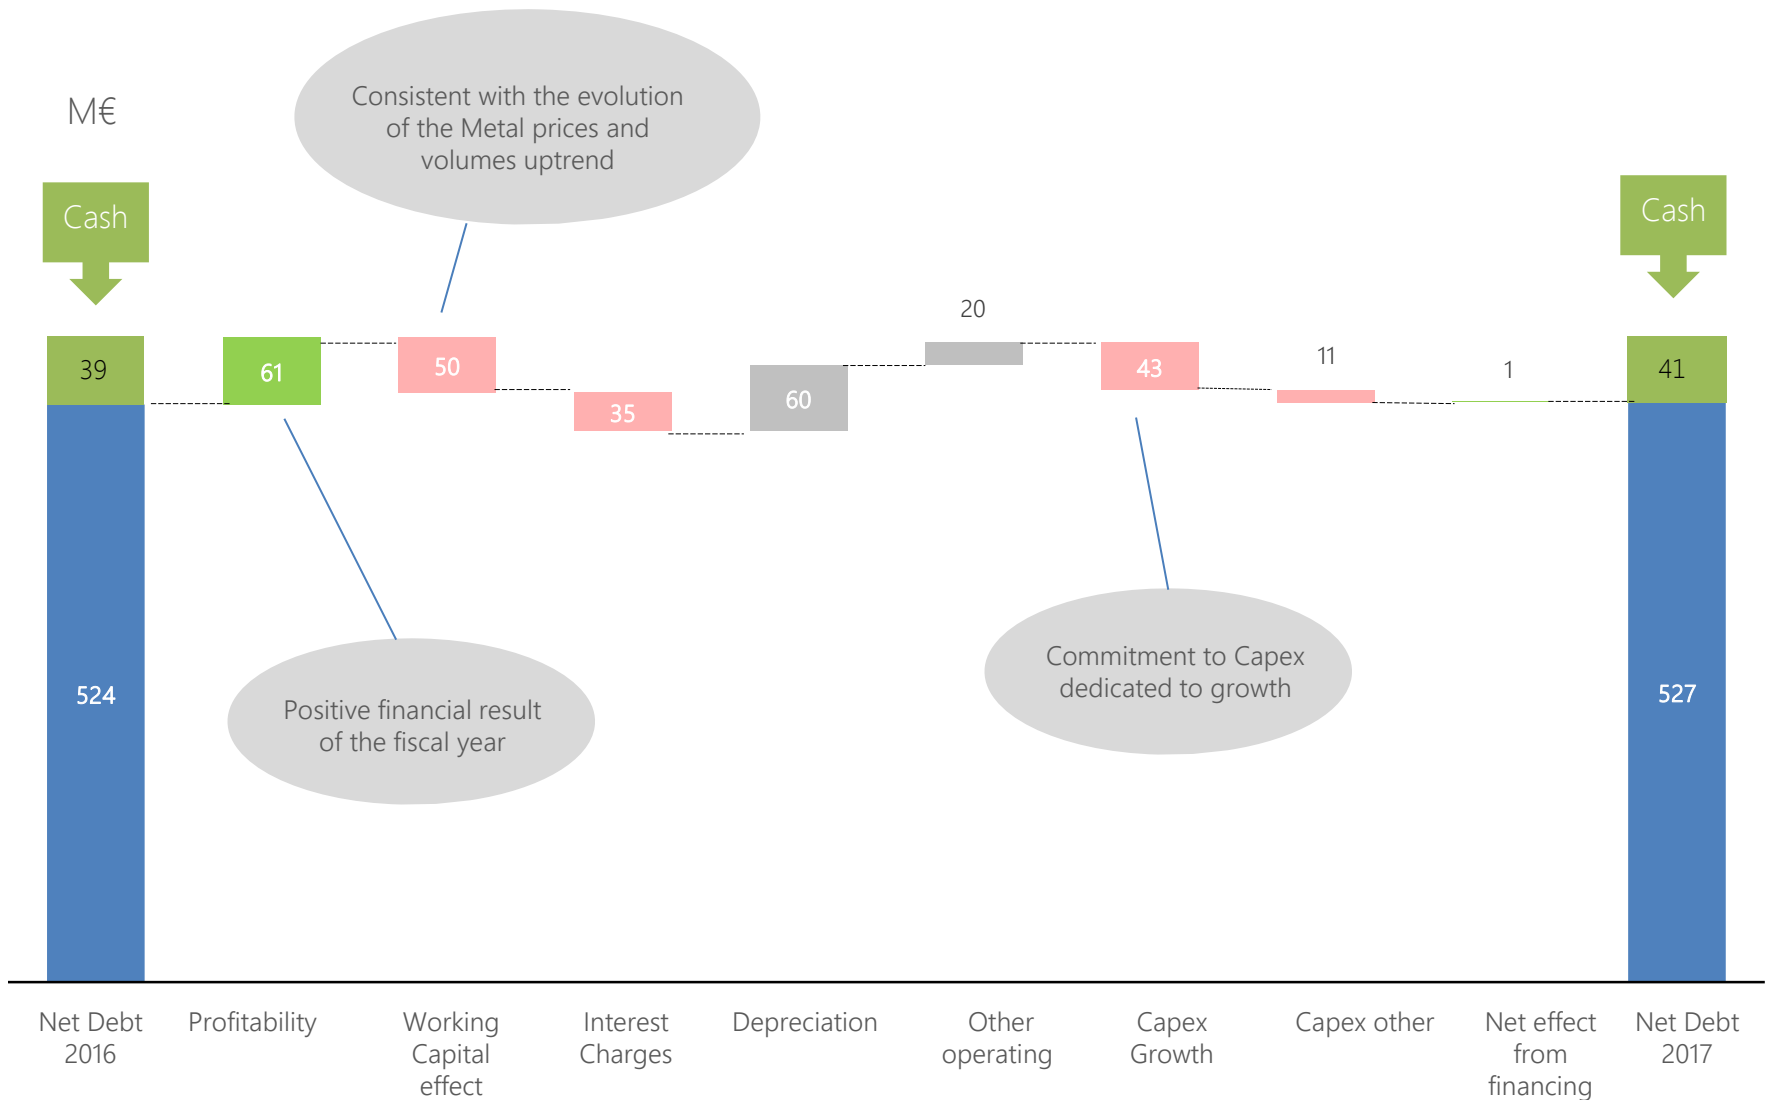 Consistent with the evolution
of the Metal prices and
volumes uptrend
M€
Cash
Cash
39
61
50
35
60
20
43
11
1
41
524
527
Positive financial result
of the fiscal year
Commitment to Capex
dedicated to growth
Net Debt
2016
Profitability
Working
Capital
effect
Interest
Charges
Depreciation
Other
operating
Capex
Growth
Capex other
Net effect
from
financing
Net Debt
2017